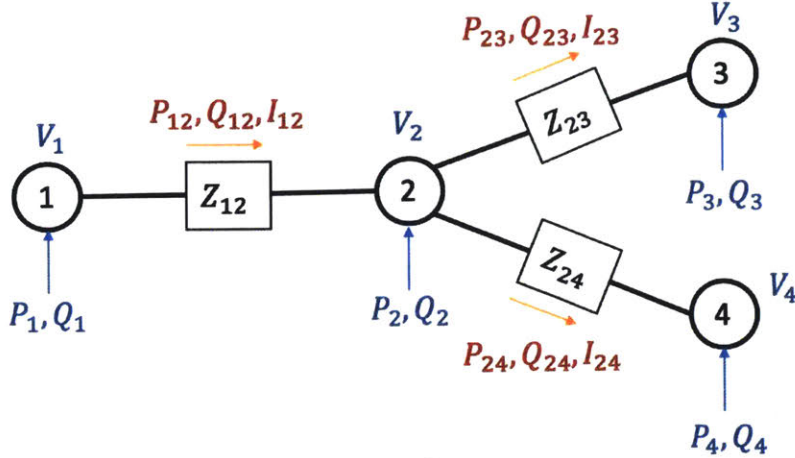 P₂₃, Q₂₃, I₂₃
V₃
3
Z₂₃
P₁₂, Q₁₂, I₁₂
V₁
V₂
1
Z₁₂
2
P₃, Q₃
Z₂₄
V₄
4
P₁, Q₁
P₂, Q₂
P₂₄, Q₂₄, I₂₄
P₄, Q₄